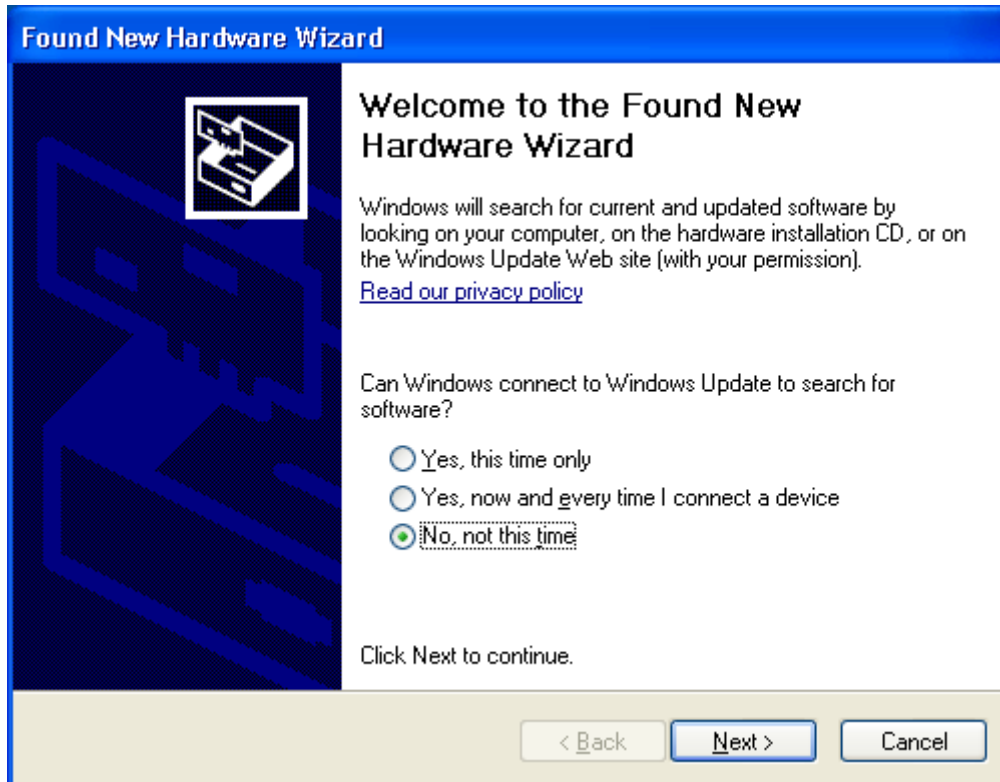 Found New Hardware Wizard
Welcome to the Found New
Hardware Wizard
Windows will search for current and updated software by
looking on your computer, on the hardware installation CD, or on
the Windows Update Web site (with your permission).
Read our privacy policy
Can Windows connect to Windows Update to search for
software?
Yes, this time only
Yes, now and every time I connect a device
No, not this time
Click Next to continue.
< Back Next > Cancel